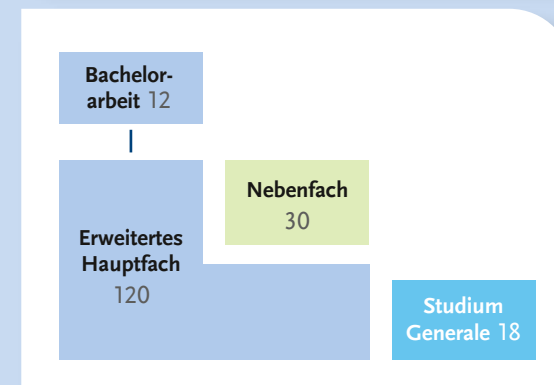 Bachelor-
arbeit 12
Nebenfach
30
Erweitertes
Hauptfach
120
Studium
Generale 18